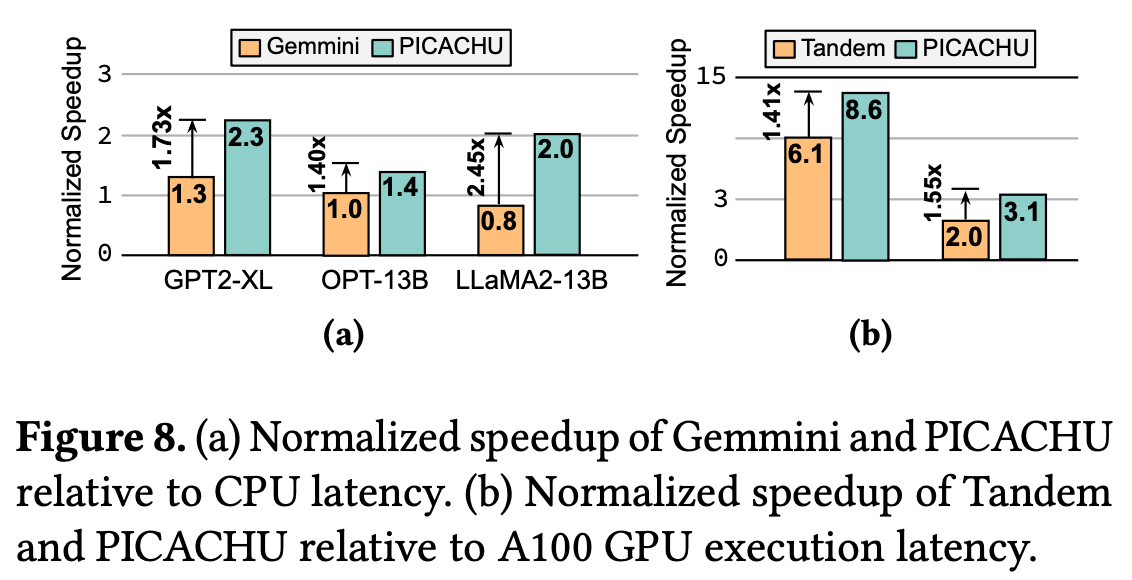 Gemmini PICACHU
Normalized Speedup
3
2
1
0
1.73x
1.3
2.3
1.40x
1.0
1.4
2.45x
0.8
2.0
GPT2-XL OPT-13B LLaMA2-13B
(a)
Tandem PICACHU
Normalized Speedup
15
3
0
1.41x
6.1
8.6
1.55x
2.0
3.1
(b)
Figure 8. (a) Normalized speedup of Gemmini and PICACHU
relative to CPU latency. (b) Normalized speedup of Tandem
and PICACHU relative to A100 GPU execution latency.